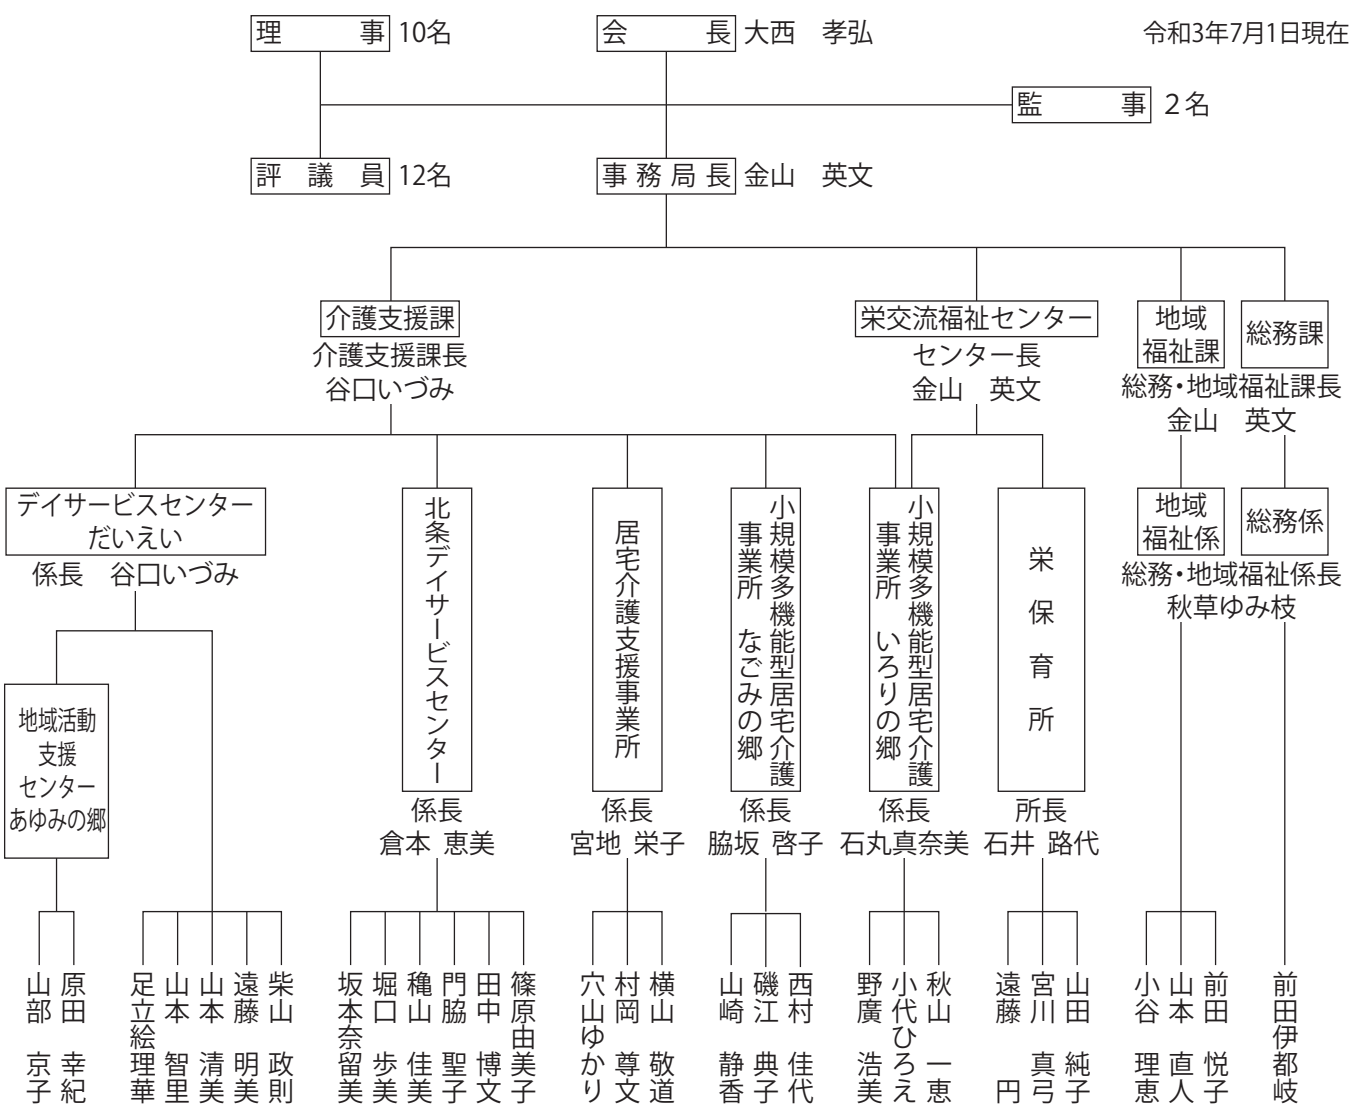 令和3年7月1日現在
理事 10名
会長 大西 孝弘
監事 2名
評議員 12名
事務局長 金山 英文
介護支援課
介護支援課長
谷口いづみ
栄交流福祉センター
センター長
金山 英文
地域
福祉課
総務課
総務・地域福祉課長
金山 英文
デイサービスセンター
だいえい
係長 谷口いづみ
北条デイサービスセンター
係長
倉本 恵美
居宅介護支援事業所
係長
宮地 栄子
小規模多機能型居宅介護
事業所 なごみの郷
係長
脇坂 啓子
小規模多機能型居宅介護
事業所 いろりの郷
係長
石丸真奈美
栄保育所
所長
石井 路代
地域
福祉係
総務係
総務・地域福祉係長
秋草ゆみ枝
地域活動
支援
センター
あゆみの郷
山部 京子
原田 幸紀
足立絵理華
山本 智里
山本 清美
遠藤 明美
柴山 政則
坂本奈留美
堀口 歩美
穐山 佳美
門脇 聖子
田中 博文
篠原由美子
穴山ゆかり
村岡 尊文
横山 敬道
山崎 静香
磯江 典子
西村 佳代
野廣 浩美
小代ひろえ
秋山 一恵
遠藤 円
宮川 真弓
山田 純子
小谷 理恵
山本 直人
前田 悦子
前田伊都岐